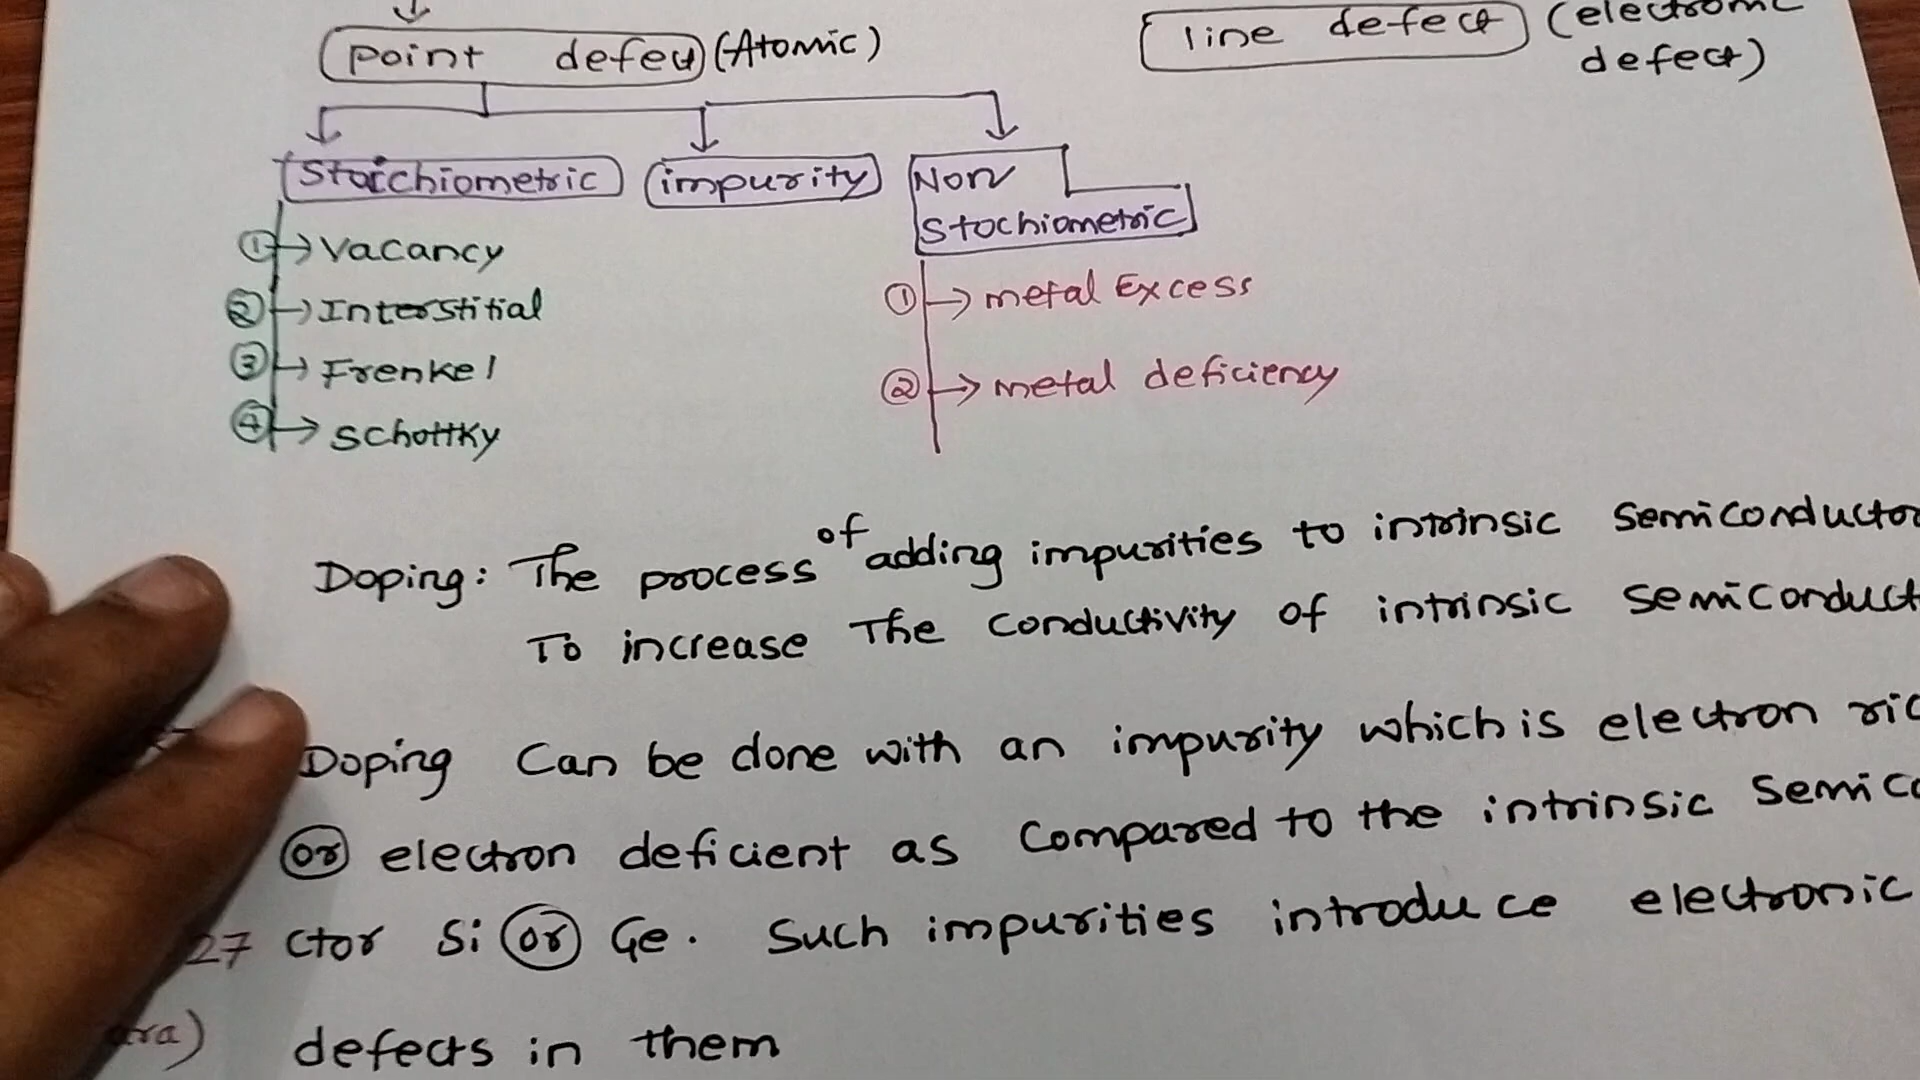 point defect (Atomic)
line defect (electronic
defect)
Stoichiometric
impurity
Non
Stochiometric
① → Vacancy
② → Interstitial
③ → Frenkel
④ → Schottky
① → metal Excess
② → metal deficiency
Doping: The process of adding impurities to intrinsic Semiconductor
To increase The Conductivity of intrinsic Semiconduct
Doping Can be done with an impurity which is electron ric
or electron deficient as Compared to the intrinsic Semico
27 ctor Si or Ge. Such impurities introduce electronic
defects in them